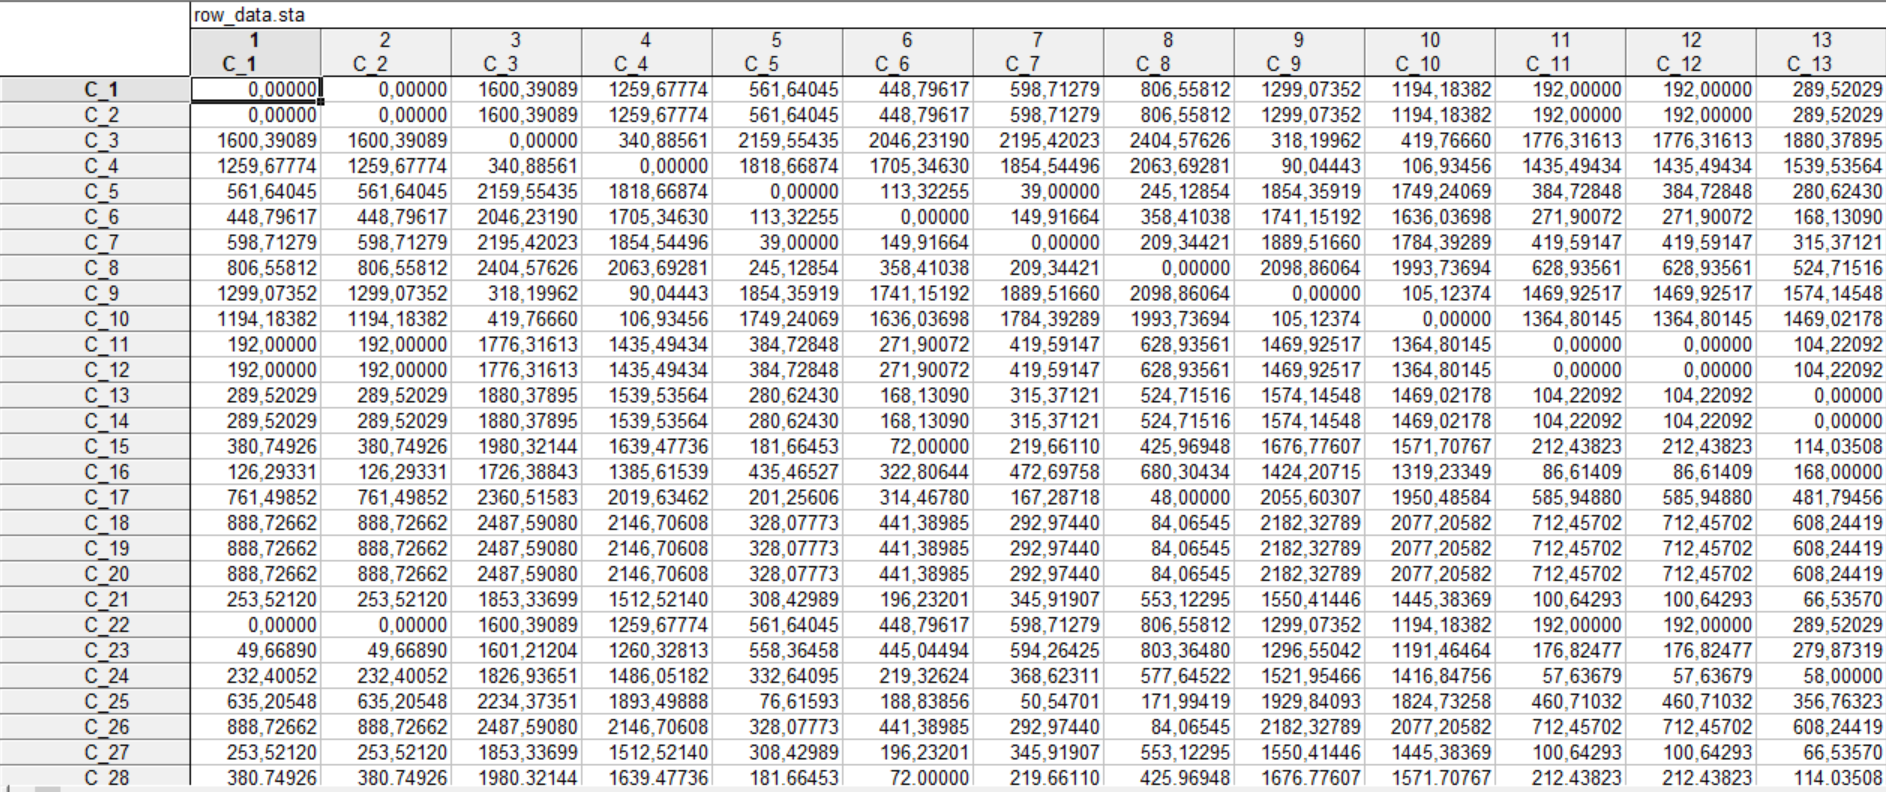 row_data.sta
1 2 3 4 5 6 7 8 9 10 11 12 13
C_1 C_2 C_3 C_4 C_5 C_6 C_7 C_8 C_9 C_10 C_11 C_12 C_13
C_1 0,00000 0,00000 1600,39089 1259,67774 561,64045 448,79617 598,71279 806,55812 1299,07352 1194,18382 192,00000 192,00000 289,52029
C_2 0,00000 0,00000 1600,39089 1259,67774 561,64045 448,79617 598,71279 806,55812 1299,07352 1194,18382 192,00000 192,00000 289,52029
C_3 1600,39089 1600,39089 0,00000 340,88561 2159,55435 2046,23190 2195,42023 2404,57626 318,19962 419,76660 1776,31613 1776,31613 1880,37895
C_4 1259,67774 1259,67774 340,88561 0,00000 1818,66874 1705,34630 1854,54496 2063,69281 90,04443 106,93456 1435,49434 1435,49434 1539,53564
C_5 561,64045 561,64045 2159,55435 1818,66874 0,00000 113,32255 39,00000 245,12854 1854,35919 1749,24069 384,72848 384,72848 280,62430
C_6 448,79617 448,79617 2046,23190 1705,34630 113,32255 0,00000 149,91664 358,41038 1741,15192 1636,03698 271,90072 271,90072 168,13090
C_7 598,71279 598,71279 2195,42023 1854,54496 39,00000 149,91664 0,00000 209,34421 1889,51660 1784,39289 419,59147 419,59147 315,37121
C_8 806,55812 806,55812 2404,57626 2063,69281 245,12854 358,41038 209,34421 0,00000 2098,86064 1993,73694 628,93561 628,93561 524,71516
C_9 1299,07352 1299,07352 318,19962 90,04443 1854,35919 1741,15192 1889,51660 2098,86064 0,00000 105,12374 1469,92517 1469,92517 1574,14548
C_10 1194,18382 1194,18382 419,76660 106,93456 1749,24069 1636,03698 1784,39289 1993,73694 105,12374 0,00000 1364,80145 1364,80145 1469,02178
C_11 192,00000 192,00000 1776,31613 1435,49434 384,72848 271,90072 419,59147 628,93561 1469,92517 1364,80145 0,00000 0,00000 104,22092
C_12 192,00000 192,00000 1776,31613 1435,49434 384,72848 271,90072 419,59147 628,93561 1469,92517 1364,80145 0,00000 0,00000 104,22092
C_13 289,52029 289,52029 1880,37895 1539,53564 280,62430 168,13090 315,37121 524,71516 1574,14548 1469,02178 104,22092 104,22092 0,00000
C_14 289,52029 289,52029 1880,37895 1539,53564 280,62430 168,13090 315,37121 524,71516 1574,14548 1469,02178 104,22092 104,22092 0,00000
C_15 380,74926 380,74926 1980,32144 1639,47736 181,66453 72,00000 219,66110 425,96948 1676,77607 1571,70767 212,43823 212,43823 114,03508
C_16 126,29331 126,29331 1726,38843 1385,61539 435,46527 322,80644 472,69758 680,30434 1424,20715 1319,23349 86,61409 86,61409 168,00000
C_17 761,49852 761,49852 2360,51583 2019,63462 201,25606 314,46780 167,28718 48,00000 2055,60307 1950,48584 585,94880 585,94880 481,79456
C_18 888,72662 888,72662 2487,59080 2146,70608 328,07773 441,38985 292,97440 84,06545 2182,32789 2077,20582 712,45702 712,45702 608,24419
C_19 888,72662 888,72662 2487,59080 2146,70608 328,07773 441,38985 292,97440 84,06545 2182,32789 2077,20582 712,45702 712,45702 608,24419
C_20 888,72662 888,72662 2487,59080 2146,70608 328,07773 441,38985 292,97440 84,06545 2182,32789 2077,20582 712,45702 712,45702 608,24419
C_21 253,52120 253,52120 1853,33699 1512,52140 308,42989 196,23201 345,91907 553,12295 1550,41446 1445,38369 100,64293 100,64293 66,53570
C_22 0,00000 0,00000 1600,39089 1259,67774 561,64045 448,79617 598,71279 806,55812 1299,07352 1194,18382 192,00000 192,00000 289,52029
C_23 49,66890 49,66890 1601,21204 1260,32813 558,36458 445,04494 594,26425 803,36480 1296,55042 1191,46464 176,82477 176,82477 279,87319
C_24 232,40052 232,40052 1826,93651 1486,05182 332,64095 219,32624 368,62311 577,64522 1521,95466 1416,84756 57,63679 57,63679 58,00000
C_25 635,20548 635,20548 2234,37351 1893,49888 76,61593 188,83856 50,54701 171,99419 1929,84093 1824,73258 460,71032 460,71032 356,76323
C_26 888,72662 888,72662 2487,59080 2146,70608 328,07773 441,38985 292,97440 84,06545 2182,32789 2077,20582 712,45702 712,45702 608,24419
C_27 253,52120 253,52120 1853,33699 1512,52140 308,42989 196,23201 345,91907 553,12295 1550,41446 1445,38369 100,64293 100,64293 66,53570
C_28 380,74926 380,74926 1980,32144 1639,47736 181,66453 72,00000 219,66110 425,96948 1676,77607 1571,70767 212,43823 212,43823 114,03508